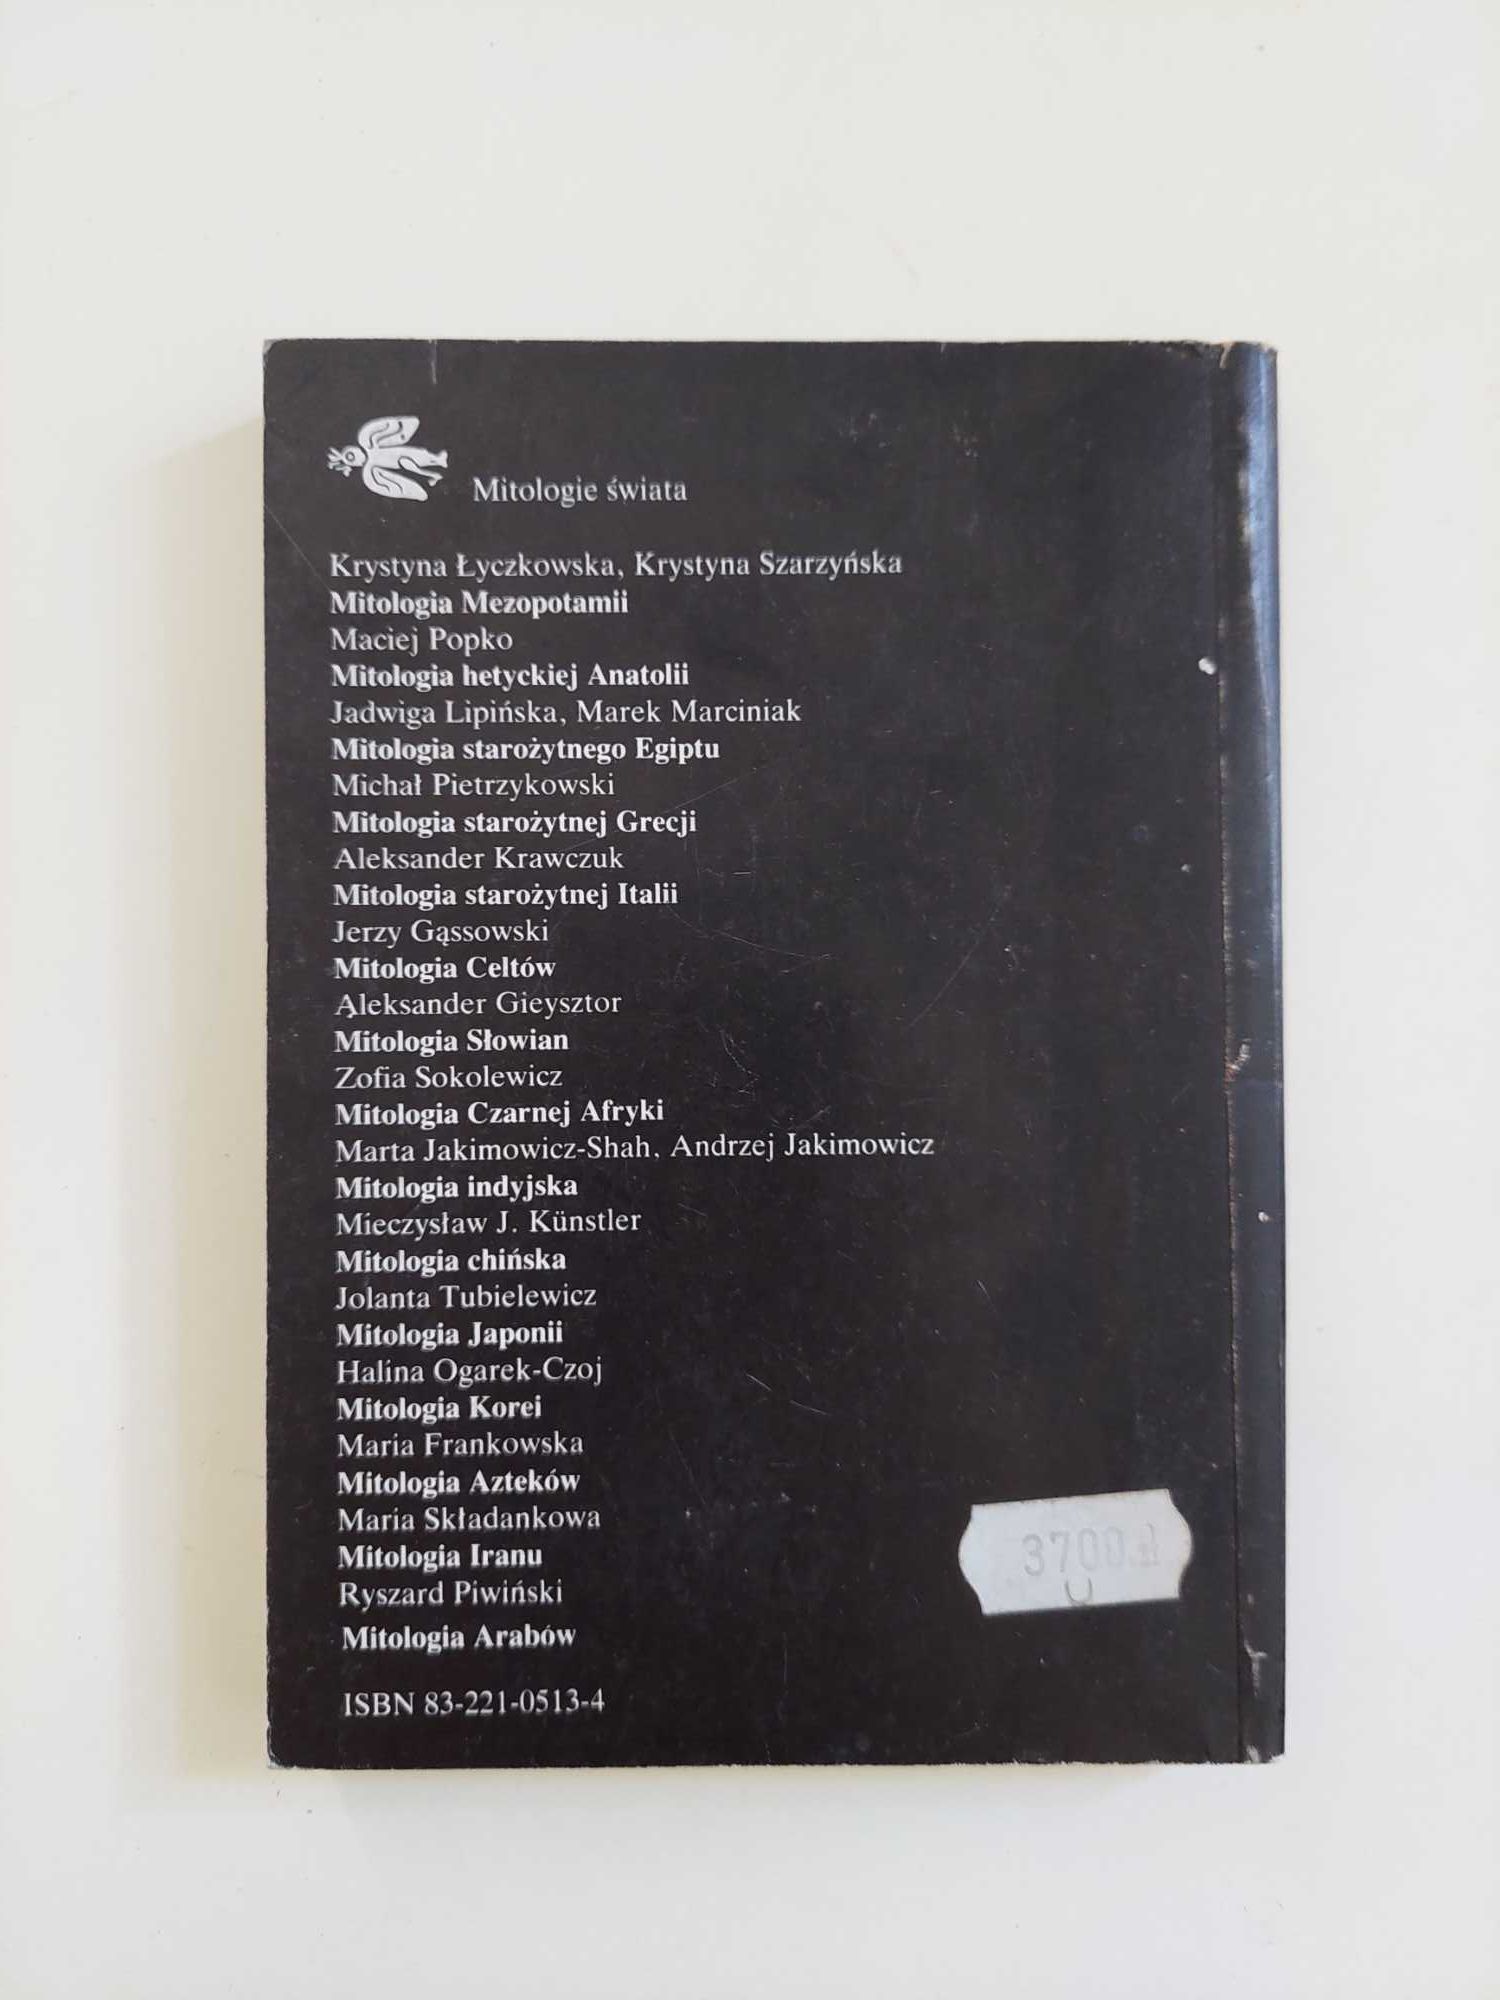 Mitologie świata
Krystyna Łyczkowska, Krystyna Szarzyńska
Mitologia Mezopotamii
Maciej Popko
Mitologia hetyckiej Anatolii
Jadwiga Lipińska, Marek Marciniak
Mitologia starożytnego Egiptu
Michał Pietrzykowski
Mitologia starożytnej Grecji
Aleksander Krawczuk
Mitologia starożytnej Italii
Jerzy Gąssowski
Mitologia Celtów
Aleksander Gieysztor
Mitologia Słowian
Zofia Sokolewicz
Mitologia Czarnej Afryki
Marta Jakimowicz-Shah, Andrzej Jakimowicz
Mitologia indyjska
Mieczysław J. Künstler
Mitologia chińska
Jolanta Tubielewicz
Mitologia Japonii
Halina Ogarek-Czoj
Mitologia Korei
Maria Frankowska
Mitologia Azteków
Maria Składankowa
Mitologia Iranu
Ryszard Piwiński
Mitologia Arabów
3700 zł
ISBN 83-221-0513-4